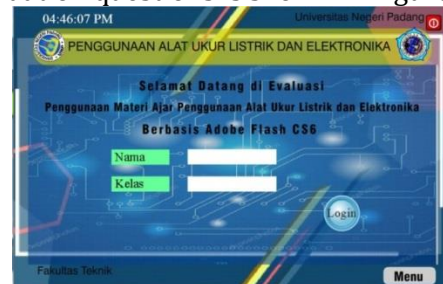 04:46:07 PM
Universitas Negeri Padang
PENGGUNAAN ALAT UKUR LISTRIK DAN ELEKTRONIKA
Selamat Datang di Evaluasi
Penggunaan Materi Ajar Penggunaan Alat Ukur Listrik dan Elektronika
Berbasis Adobe Flash CS6
Nama
Kelas
Login
Fakultas Teknik
Menu